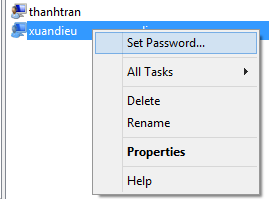 thanhtran
xuandieu
Set Password...
All Tasks
Delete
Rename
Properties
Help